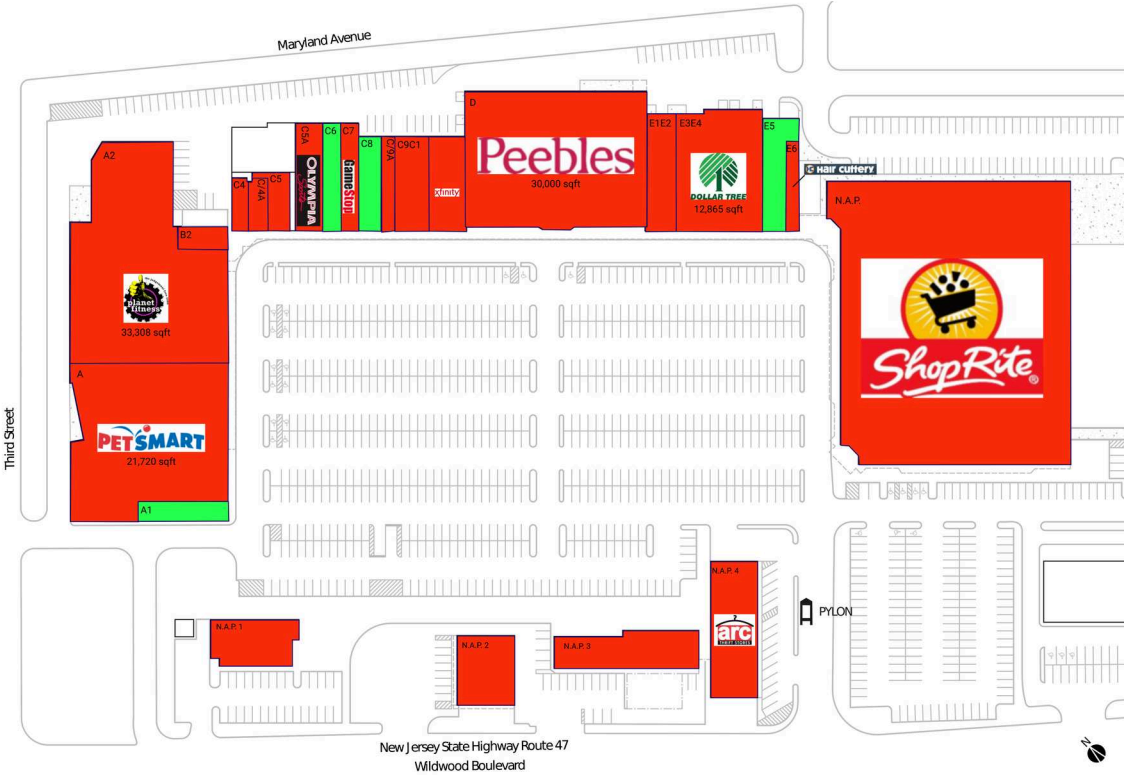 Maryland Avenue
D
Peebles
30,000 sqft
E1E2
E3E4
DOLLAR TREE
12,865 sqft
E5
E6
Hair Cuttery
C5A
OLYMPIA
C6
C7
GameStop
C8
C/9A
C9C1
xfinity
C4
C/4A
C5
A2
B2
planet
fitness
33,308 sqft
A
PETSMART
21,720 sqft
A1
Third Street
N.A.P.
ShopRite®
N.A.P. 1
N.A.P. 2
N.A.P. 3
N.A.P. 4
arc
THRIFT STORES
PYLON
New Jersey State Highway Route 47
Wildwood Boulevard
N